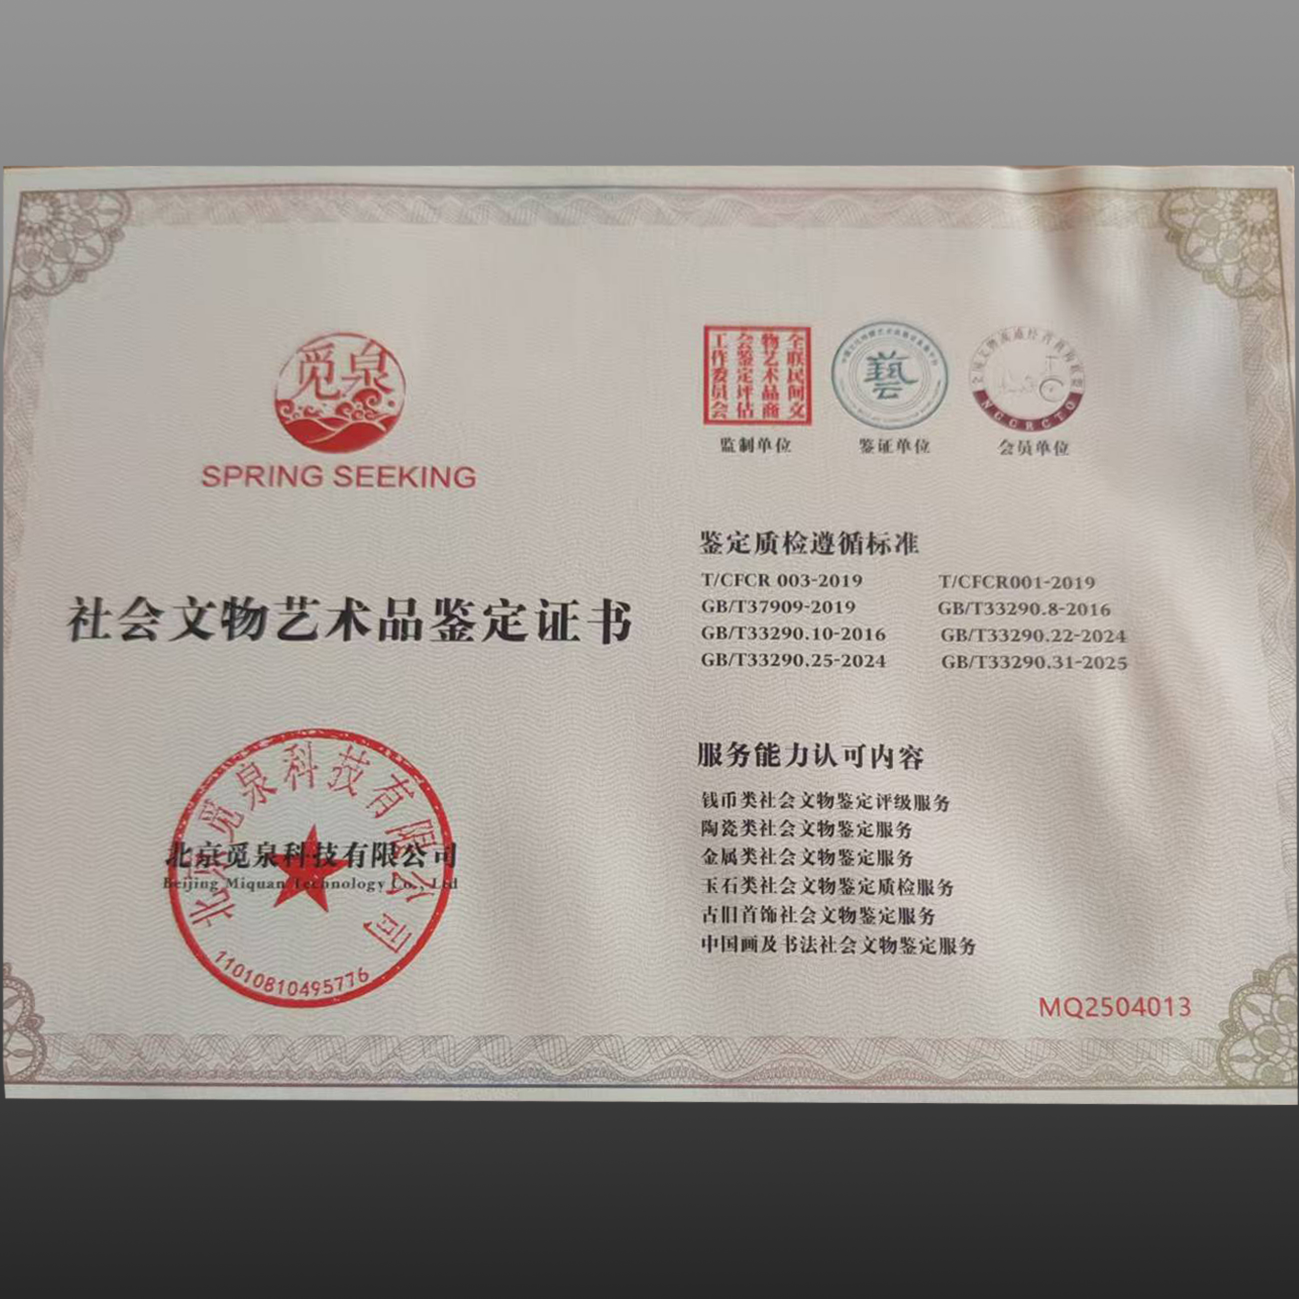 觅泉
SPRING SEEKING
社会文物艺术品鉴定证书
北京觅泉科技有限公司
北京觅泉科技有限公司
Beijing Miquan Technology Co., Ltd
11010810495776
全联民间文
物艺术品商
会鉴定评估
工作委员会
监制单位
藝
鉴证单位
NCCRCTO
会员单位
鉴定质检遵循标准
T/CFCR 003-2019
T/CFCR001-2019
GB/T37909-2019
GB/T33290.8-2016
GB/T33290.10-2016
GB/T33290.22-2024
GB/T33290.25-2024
GB/T33290.31-2025
服务能力认可内容
钱币类社会文物鉴定评级服务
陶瓷类社会文物鉴定服务
金属类社会文物鉴定服务
玉石类社会文物鉴定质检服务
古旧首饰社会文物鉴定服务
中国画及书法社会文物鉴定服务
MQ2504013